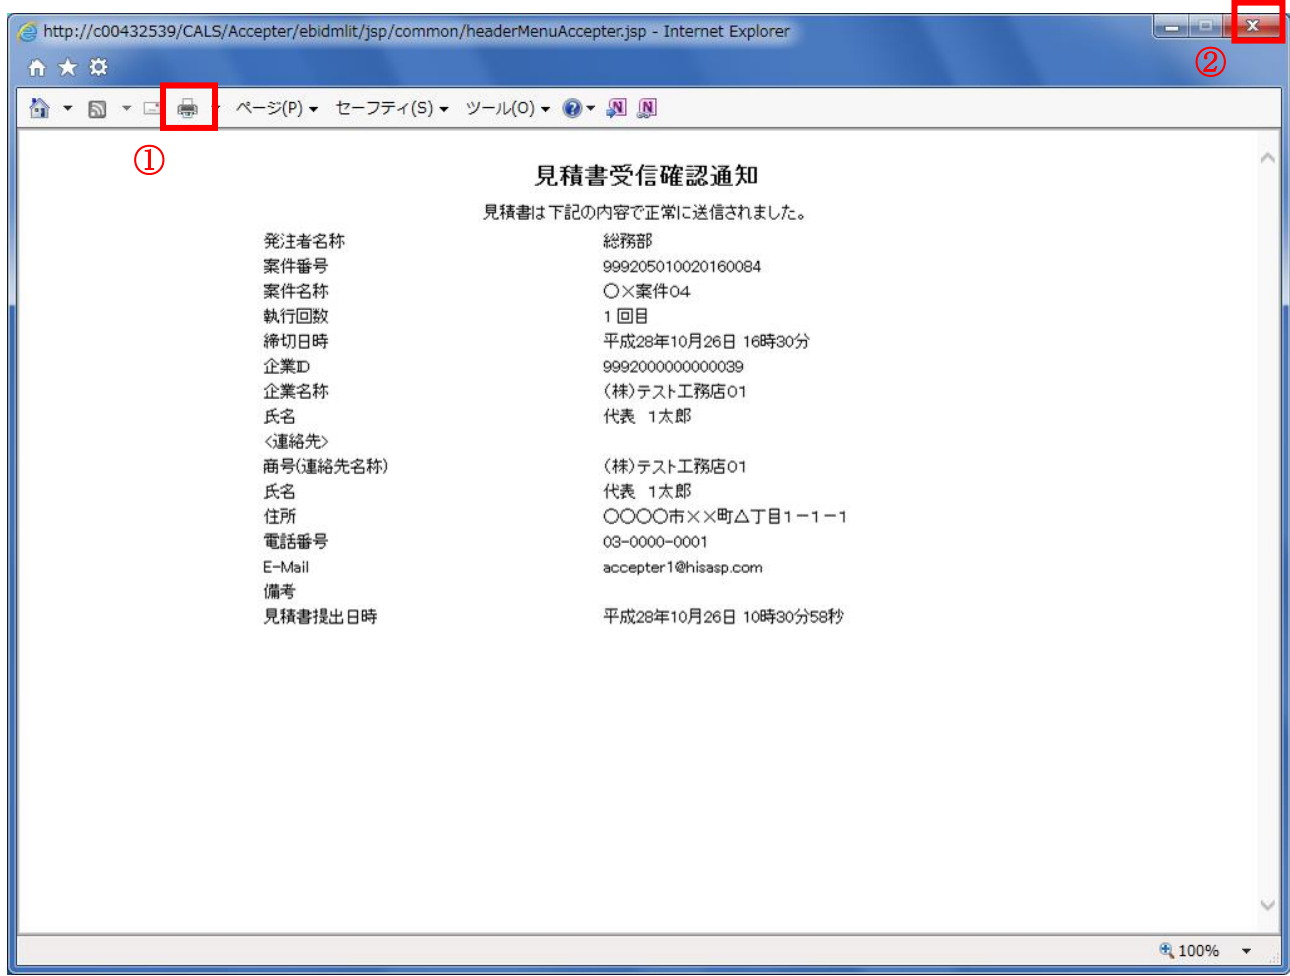 http://c00432539/CALS/Accepter/ebidmlit/jsp/common/headerMenuAccepter.jsp - Internet Explorer
②
ページ(P) セーフティ(S) ツール(O)
①
見積書受信確認通知
見積書は下記の内容で正常に送信されました。
発注者名称 総務部
案件番号 999205010020160084
案件名称 〇×案件04
執行回数 1回目
締切日時 平成28年10月26日 16時30分
企業ID 9992000000000039
企業名称 (株)テスト工務店01
氏名 代表 1太郎
<連絡先>
商号(連絡先名称) (株)テスト工務店01
氏名 代表 1太郎
住所 〇〇〇〇市××町△丁目1-1-1
電話番号 03-0000-0001
E-Mail accepter1@hisasp.com
備考
見積書提出日時 平成28年10月26日 10時30分58秒
100%